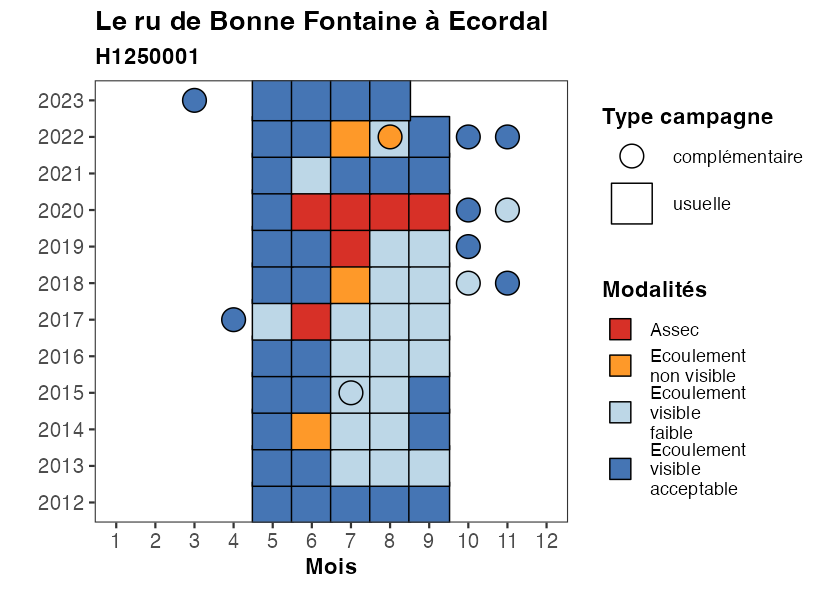 Le ru de Bonne Fontaine à Ecordal
H1250001
2023
2022
2021
2020
2019
2018
2017
2016
2015
2014
2013
2012
1 2 3 4 5 6 7 8 9 10 11 12
Mois
Type campagne
complémentaire
usuelle
Modalités
Assec
Ecoulement
non visible
Ecoulement
visible
faible
Ecoulement
visible
acceptable